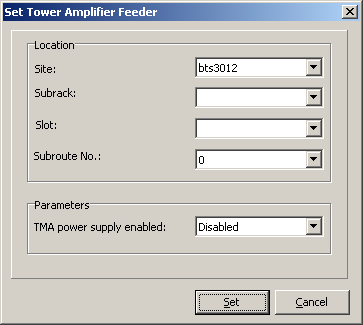 Set Tower Amplifier Feeder
Location
Site: bts3012
Subrack:
Slot:
Subroute No.: 0
Parameters
TMA power supply enabled: Disabled
Set Cancel